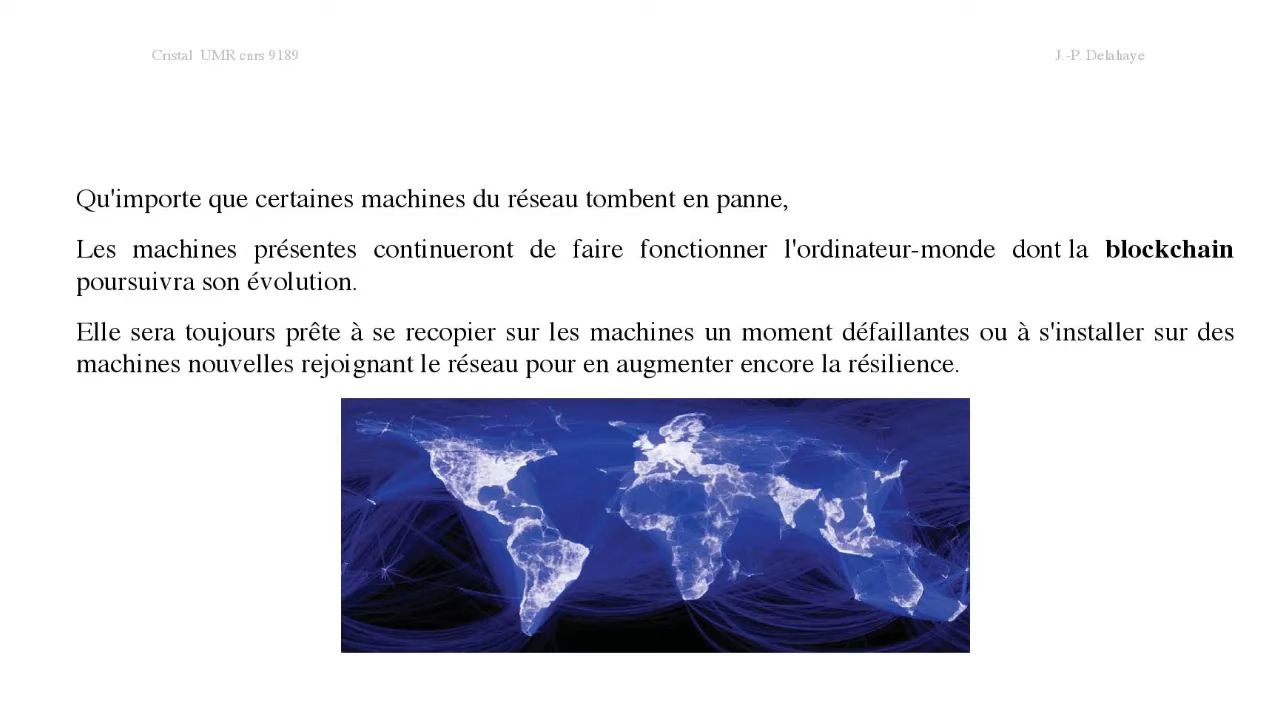 Cristal UMR cnrs 9189
J.-P. Delahaye
Qu'importe que certaines machines du réseau tombent en panne,
Les machines présentes continueront de faire fonctionner l'ordinateur-monde dont la blockchain
poursuivra son évolution.
Elle sera toujours prête à se recopier sur les machines un moment défaillantes ou à s'installer sur des
machines nouvelles rejoignant le réseau pour en augmenter encore la résilience.